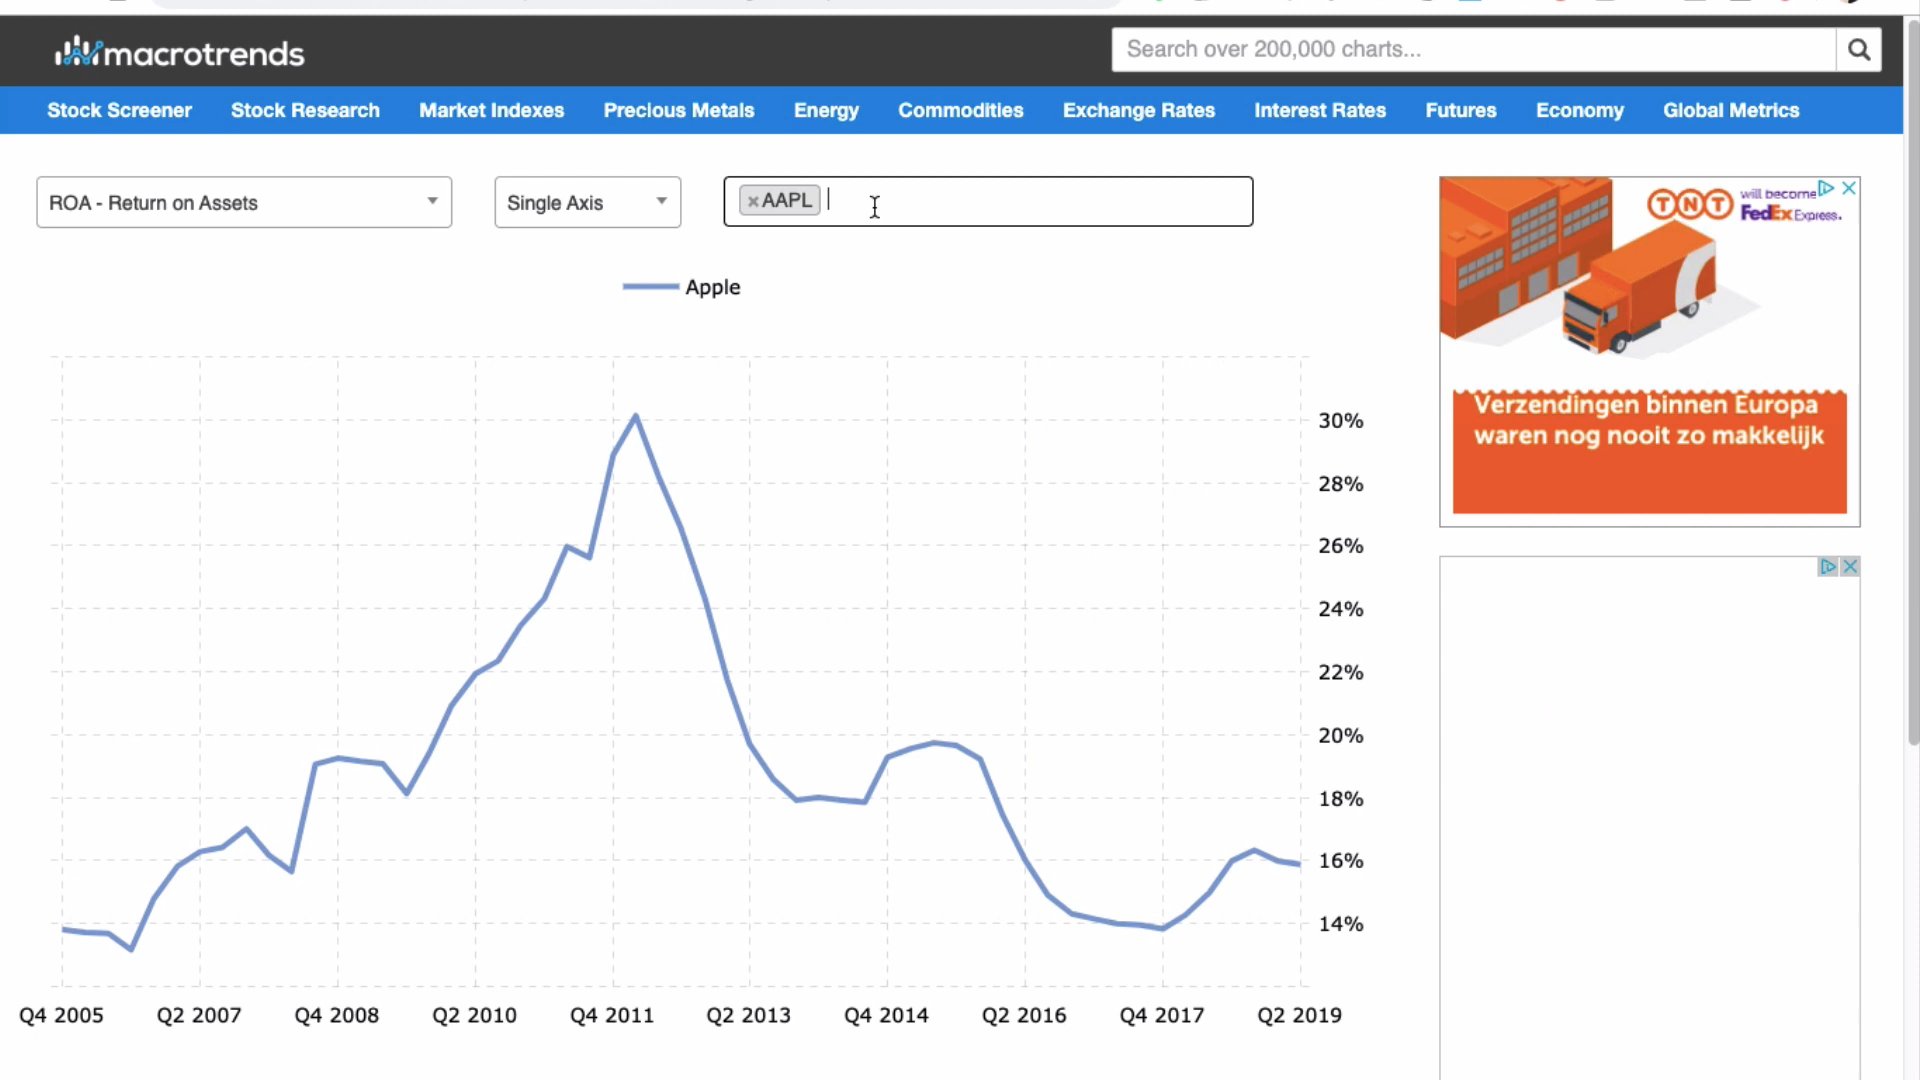 macrotrends
Search over 200,000 charts...
Stock Screener Stock Research Market Indexes Precious Metals Energy Commodities Exchange Rates Interest Rates Futures Economy Global Metrics
ROA - Return on Assets
Single Axis
×AAPL
TNT
will become
FedEx Express.
Verzendingen binnen Europa
waren nog nooit zo makkelijk
Apple
30%
28%
26%
24%
22%
20%
18%
16%
14%
Q4 2005 Q2 2007 Q4 2008 Q2 2010 Q4 2011 Q2 2013 Q4 2014 Q2 2016 Q4 2017 Q2 2019